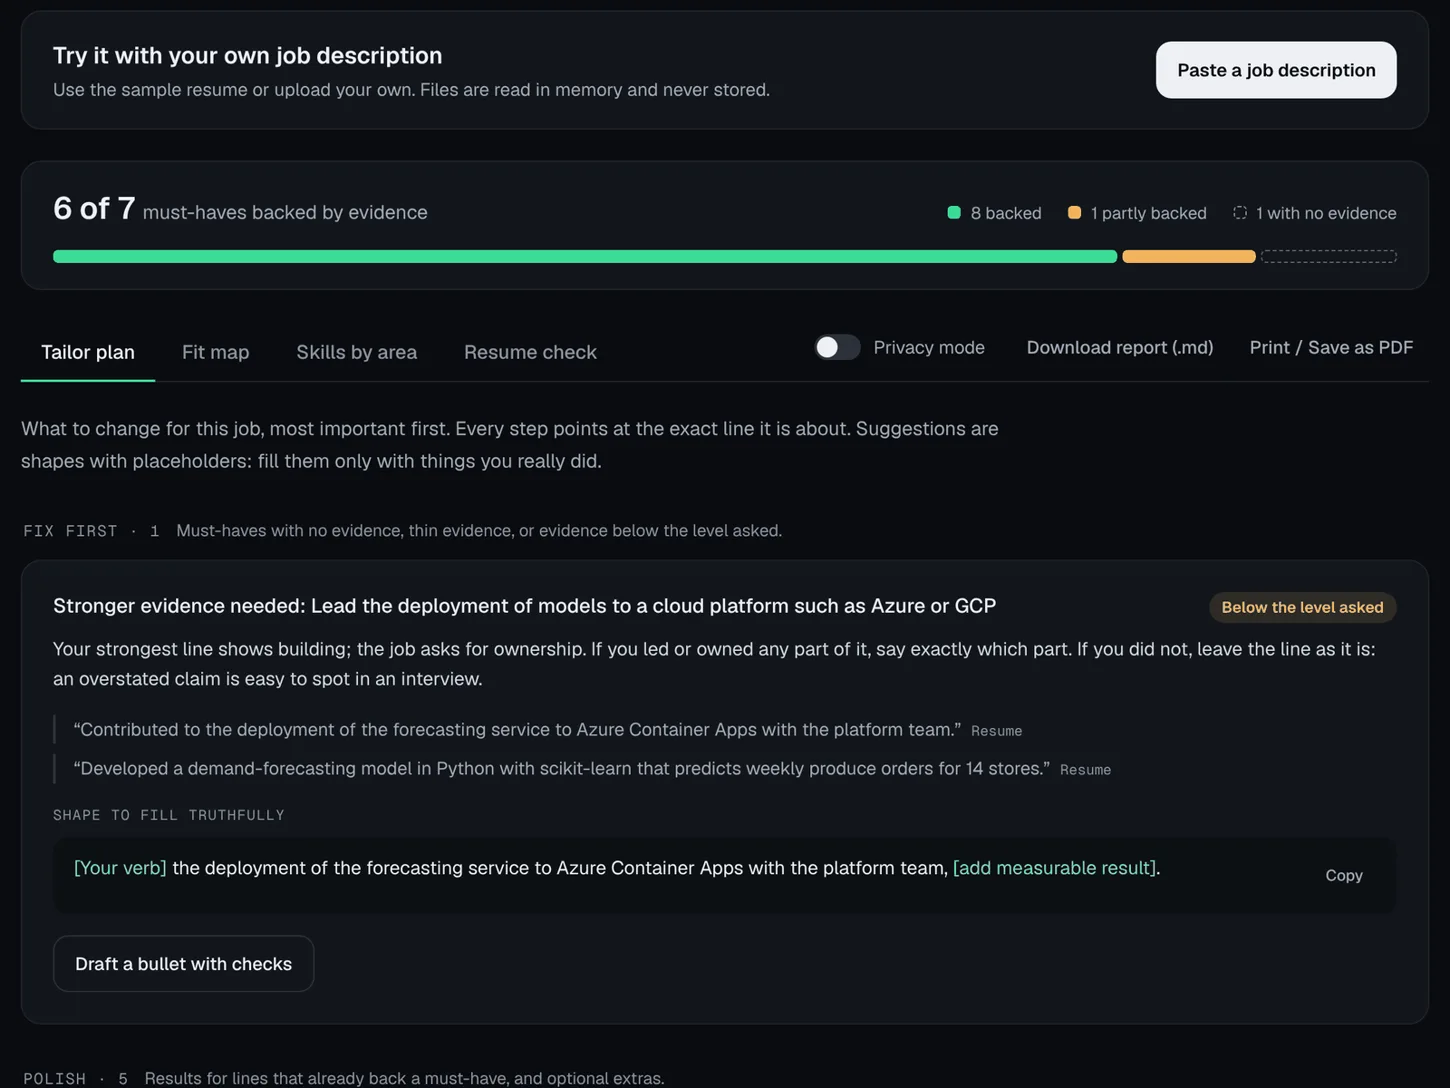 Try it with your own job description
Use the sample resume or upload your own. Files are read in memory and never stored.
Paste a job description
6 of 7 must-haves backed by evidence
8 backed
1 partly backed
1 with no evidence
Tailor plan
Fit map
Skills by area
Resume check
Privacy mode
Download report (.md)
Print / Save as PDF
What to change for this job, most important first. Every step points at the exact line it is about. Suggestions are
shapes with placeholders: fill them only with things you really did.
FIX FIRST · 1 Must-haves with no evidence, thin evidence, or evidence below the level asked.
Stronger evidence needed: Lead the deployment of models to a cloud platform such as Azure or GCP
Below the level asked
Your strongest line shows building; the job asks for ownership. If you led or owned any part of it, say exactly which part. If you did not, leave the line as it is:
an overstated claim is easy to spot in an interview.
“Contributed to the deployment of the forecasting service to Azure Container Apps with the platform team.” Resume
“Developed a demand-forecasting model in Python with scikit-learn that predicts weekly produce orders for 14 stores.” Resume
SHAPE TO FILL TRUTHFULLY
[Your verb] the deployment of the forecasting service to Azure Container Apps with the platform team, [add measurable result].
Copy
Draft a bullet with checks
POLISH · 5 Results for lines that already back a must-have, and optional extras.